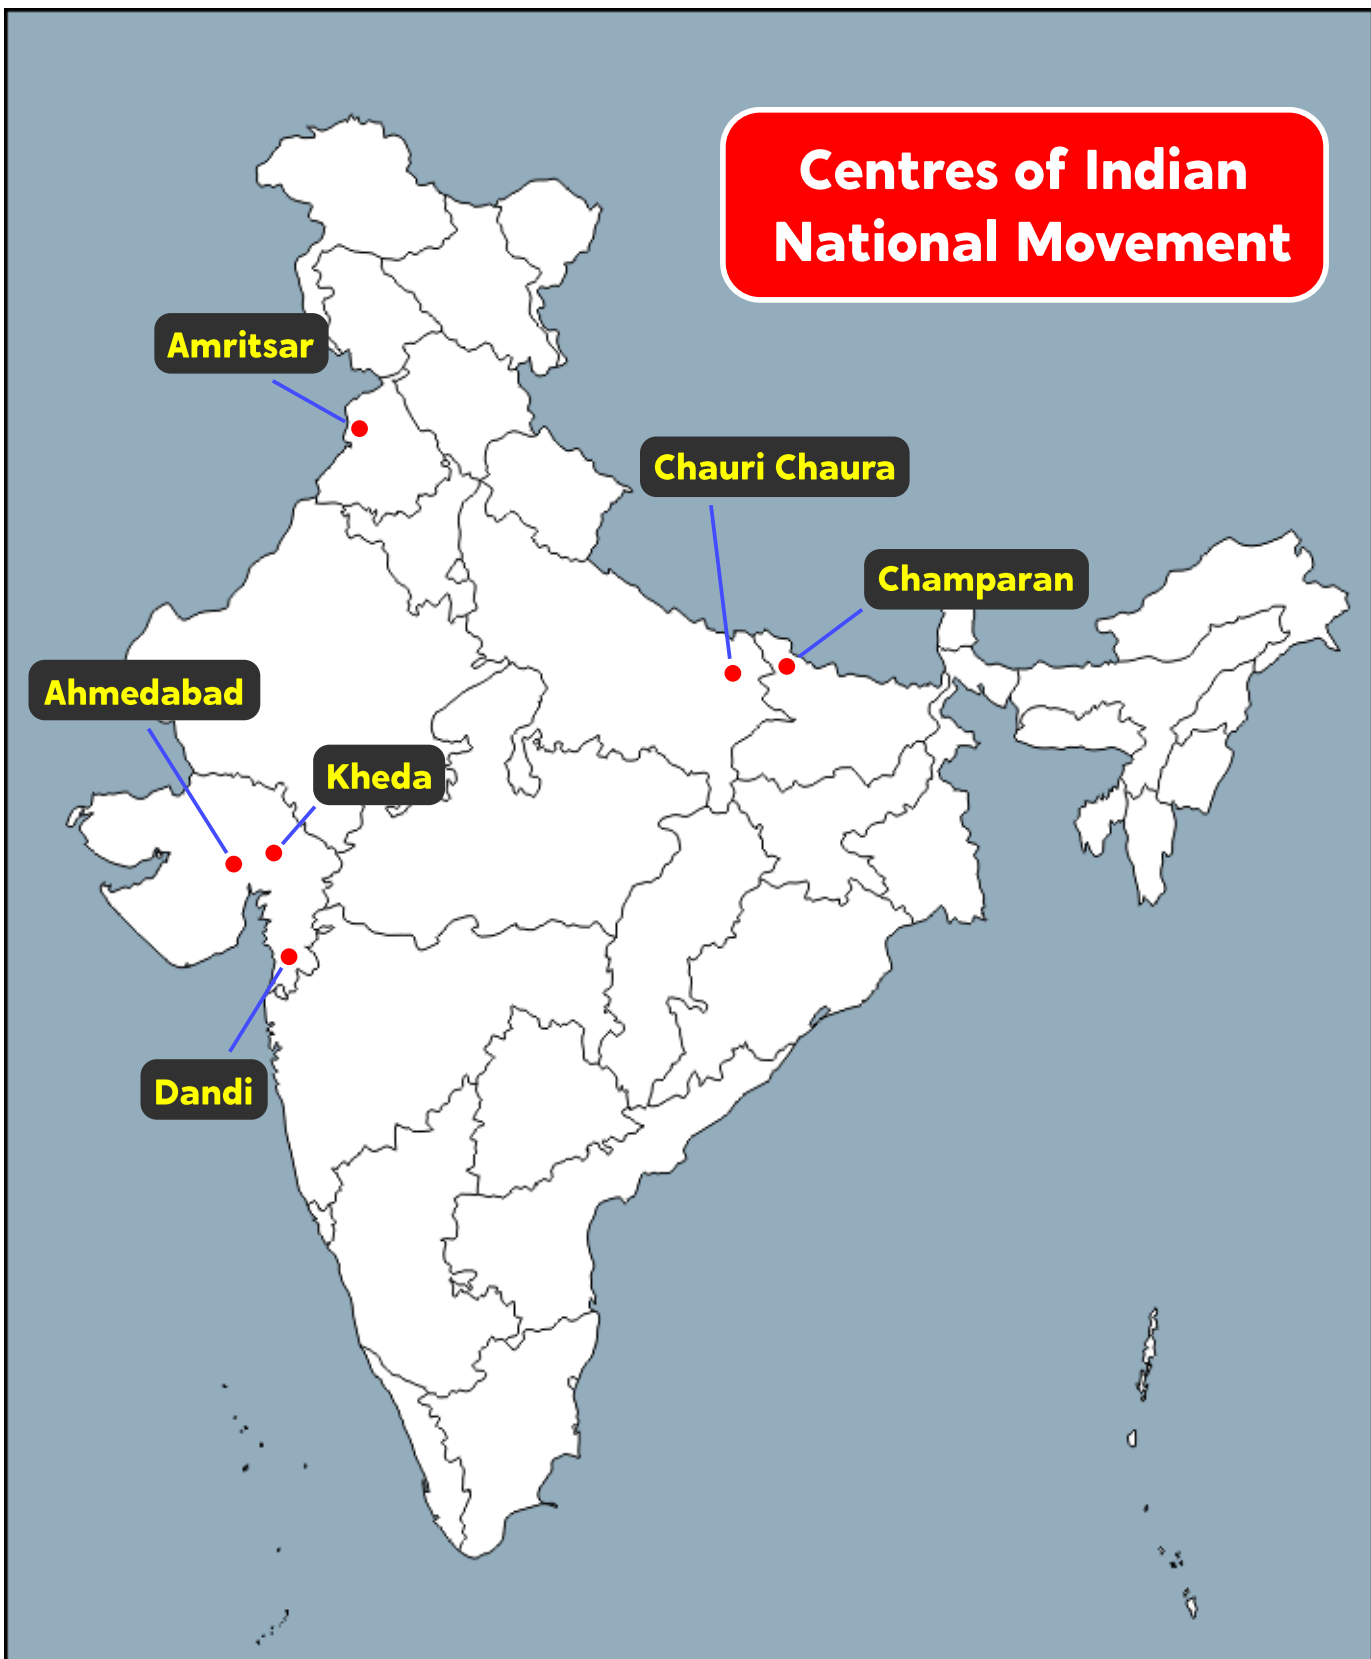 Centres of Indian
National Movement
Amritsar
Chauri Chaura
Champaran
Ahmedabad
Kheda
Dandi